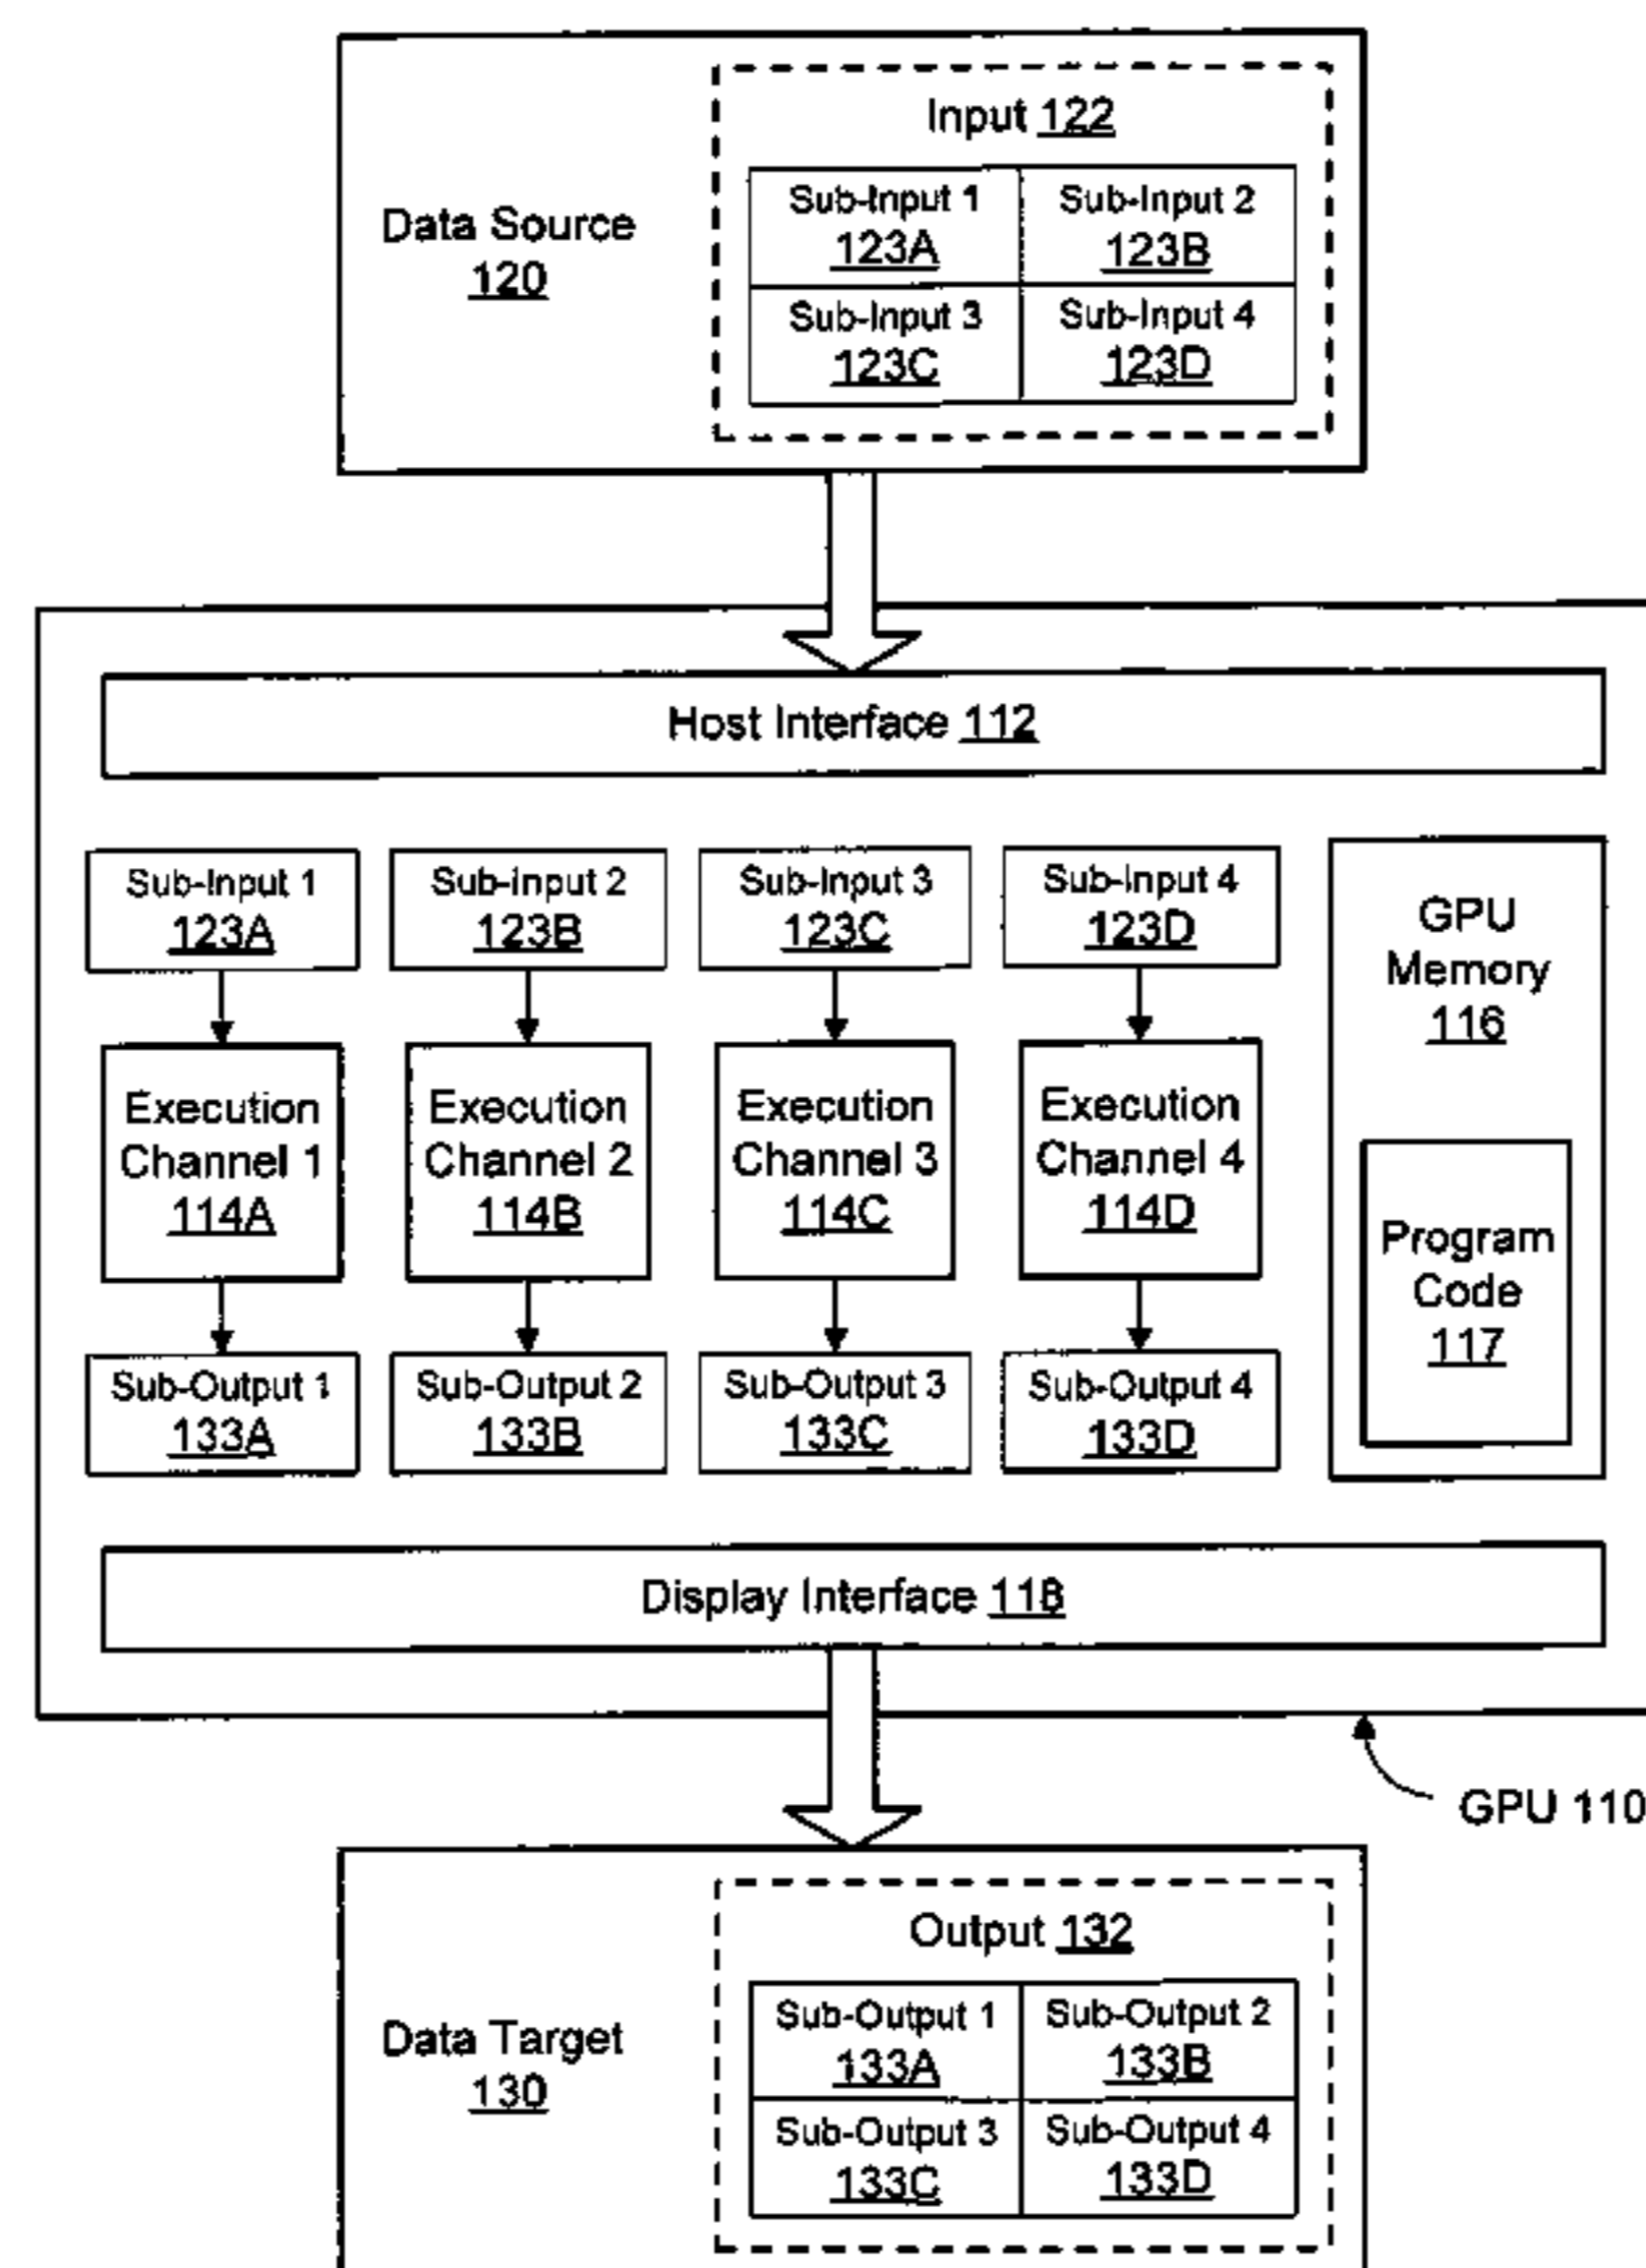 Input 122
Sub-Input 1
123A
Sub-Input 2
123B
Data Source
120
Sub-Input 3
123C
Sub-Input 4
123D
Host Interface 112
Sub-Input 1
123A
Sub-Input 2
123B
Sub-Input 3
123C
Sub-Input 4
123D
GPU
Memory
116
Execution
Channel 1
114A
Execution
Channel 2
114B
Execution
Channel 3
114C
Execution
Channel 4
114D
Program
Code
117
Sub-Output 1
133A
Sub-Output 2
133B
Sub-Output 3
133C
Sub-Output 4
133D
Display Interface 118
GPU 110
Output 132
Sub-Output 1
133A
Sub-Output 2
133B
Data Target
130
Sub-Output 3
133C
Sub-Output 4
133D